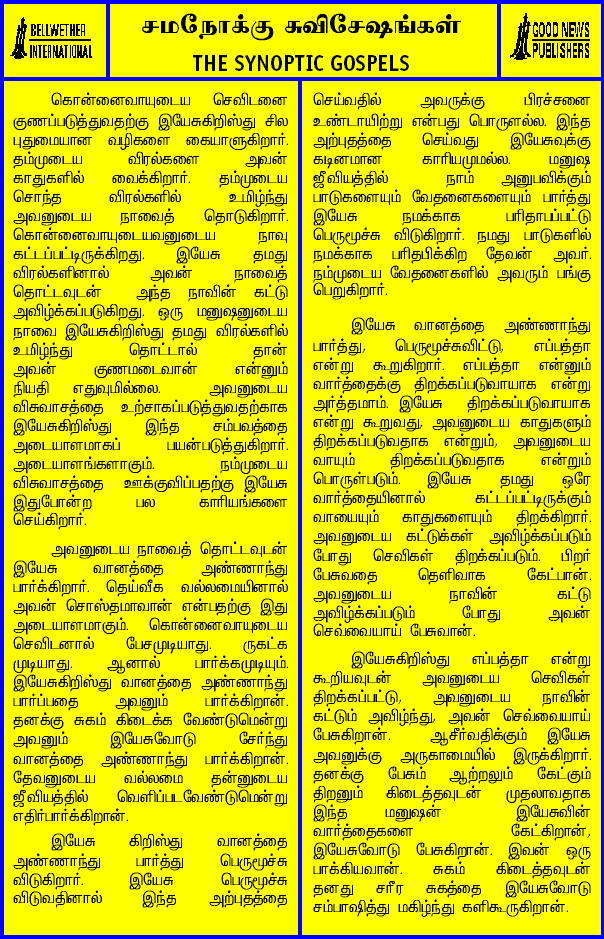 BELLWETHER
INTERNATIONAL
சமநோக்கு சுவிசேஷங்கள்
THE SYNOPTIC GOSPELS
GOOD NEWS
PUBLISHERS
கொன்னைவாயுடைய செவிடனை
குணப்படுத்துவதற்கு இயேசுகிறிஸ்து சில
புதுமையான வழிகளை கையாளுகிறார்.
தம்முடைய விரல்களை அவன்
காதுகளில் வைக்கிறார். தம்முடைய
சொந்த விரல்களில் உமிழ்ந்து
அவனுடைய நாவைத் தொடுகிறார்.
கொன்னைவாயுடையவனுடைய நாவு
கட்டப்பட்டிருக்கிறது. இயேசு தமது
விரல்களினால் அவன் நாவைத்
தொட்டவுடன் அந்த நாவின் கட்டு
அவிழ்க்கப்படுகிறது. ஒரு மனுஷனுடைய
நாவை இயேசுகிறிஸ்து தமது விரல்களில்
உமிழ்ந்து தொட்டால் தான்
அவன் குணமடைவான் என்னும்
நியதி எதுவுமில்லை. அவனுடைய
விசுவாசத்தை உற்சாகப்படுத்துவதற்காக
இயேசுகிறிஸ்து இந்த சம்பவத்தை
அடையாளமாகப் பயன்படுத்துகிறார்.
அடையாளங்களாகும். நம்முடைய
விசுவாசத்தை ஊக்குவிப்பதற்கு இயேசு
இதுபோன்ற பல காரியங்களை
செய்கிறார்.
அவனுடைய நாவைத் தொட்டவுடன்
இயேசு வானத்தை அண்ணாந்து
பார்க்கிறார். தெய்வீக வல்லமையினால்
அவன் சொஸ்தமாவான் என்பதற்கு இது
அடையாளமாகும். கொன்னைவாயுடைய
செவிடனால் பேசமுடியாது. ருகட்க
முடியாது. ஆனால் பார்க்கமுடியும்.
இயேசுகிறிஸ்து வானத்தை அண்ணாந்து
பார்ப்பதை அவனும் பார்க்கிறான்.
தனக்கு சுகம் கிடைக்க வேண்டுமென்று
அவனும் இயேசுவோடு சேர்ந்து
வானத்தை அண்ணாந்து பார்க்கிறான்.
தேவனுடைய வல்லமை தன்னுடைய
ஜீவியத்தில் வெளிப்படவேண்டுமென்று
எதிர்பார்க்கிறான்.
இயேசு கிறிஸ்து வானத்தை
அண்ணாந்து பார்த்து பெருமூச்சு
விடுகிறார். இயேசு பெருமூச்சு
விடுவதினால் இந்த அற்புதத்தை
செய்வதில் அவருக்கு பிரச்சனை
உண்டாயிற்று என்பது பொருளல்ல. இந்த
அற்புதத்தை செய்வது இயேசுவுக்கு
கடினமான காரியமுமல்ல. மனுஷ
ஜீவியத்தில் நாம் அனுபவிக்கும்
பாடுகளையும் வேதனைகளையும் பார்த்து
இயேசு நமக்காக பரிதாபப்பட்டு
பெருமூச்சு விடுகிறார். நமது பாடுகளில்
நமக்காக பரிதபிக்கிற தேவன் அவர்.
நம்முடைய வேதனைகளில் அவரும் பங்கு
பெறுகிறார்.
இயேசு வானத்தை அண்ணாந்து
பார்த்து, பெருமூச்சுவிட்டு, எப்பத்தா
என்று கூறுகிறார். எப்பத்தா என்னும்
வார்த்தைக்கு திறக்கப்படுவாயாக என்று
அர்த்தமாம். இயேசு திறக்கப்படுவாயாக
என்று கூறுவது, அவனுடைய காதுகளும்
திறக்கப்படுவதாக என்றும், அவனுடைய
வாயும் திறக்கப்படுவதாக என்றும்
பொருள்படும். இயேசு தமது ஒரே
வார்த்தையினால் கட்டப்பட்டிருக்கும்
வாயையும் காதுகளையும் திறக்கிறார்.
அவனுடைய கட்டுக்கள் அவிழ்க்கப்படும்
போது செவிகள் திறக்கப்படும். பிறர்
பேசுவதை தெளிவாக கேட்பான்.
அவனுடைய நாவின் கட்டு
அவிழ்க்கப்படும் போது அவன்
செவ்வையாய் பேசுவான்.
இயேசுகிறிஸ்து எப்பத்தா என்று
கூறியவுடன் அவனுடைய செவிகள்
திறக்கப்பட்டு, அவனுடைய நாவின்
கட்டும் அவிழ்ந்து, அவன் செவ்வையாய்
பேசுகிறான். ஆசீர்வதிக்கும் இயேசு
அவனுக்கு அருகாமையில் இருக்கிறார்.
தனக்கு பேசும் ஆற்றலும் கேட்கும்
திறனும் கிடைத்தவுடன் முதலாவதாக
இந்த மனுஷன் இயேசுவின்
வார்த்தைகளை கேட்கிறான்,
இயேசுவோடு பேசுகிறான். இவன் ஒரு
பாக்கியவான். சுகம் கிடைத்தவுடன்
தனது சரீர சுகத்தை இயேசுவோடு
சம்பாஷித்து மகிழ்ந்து களிகூருகிறான்.